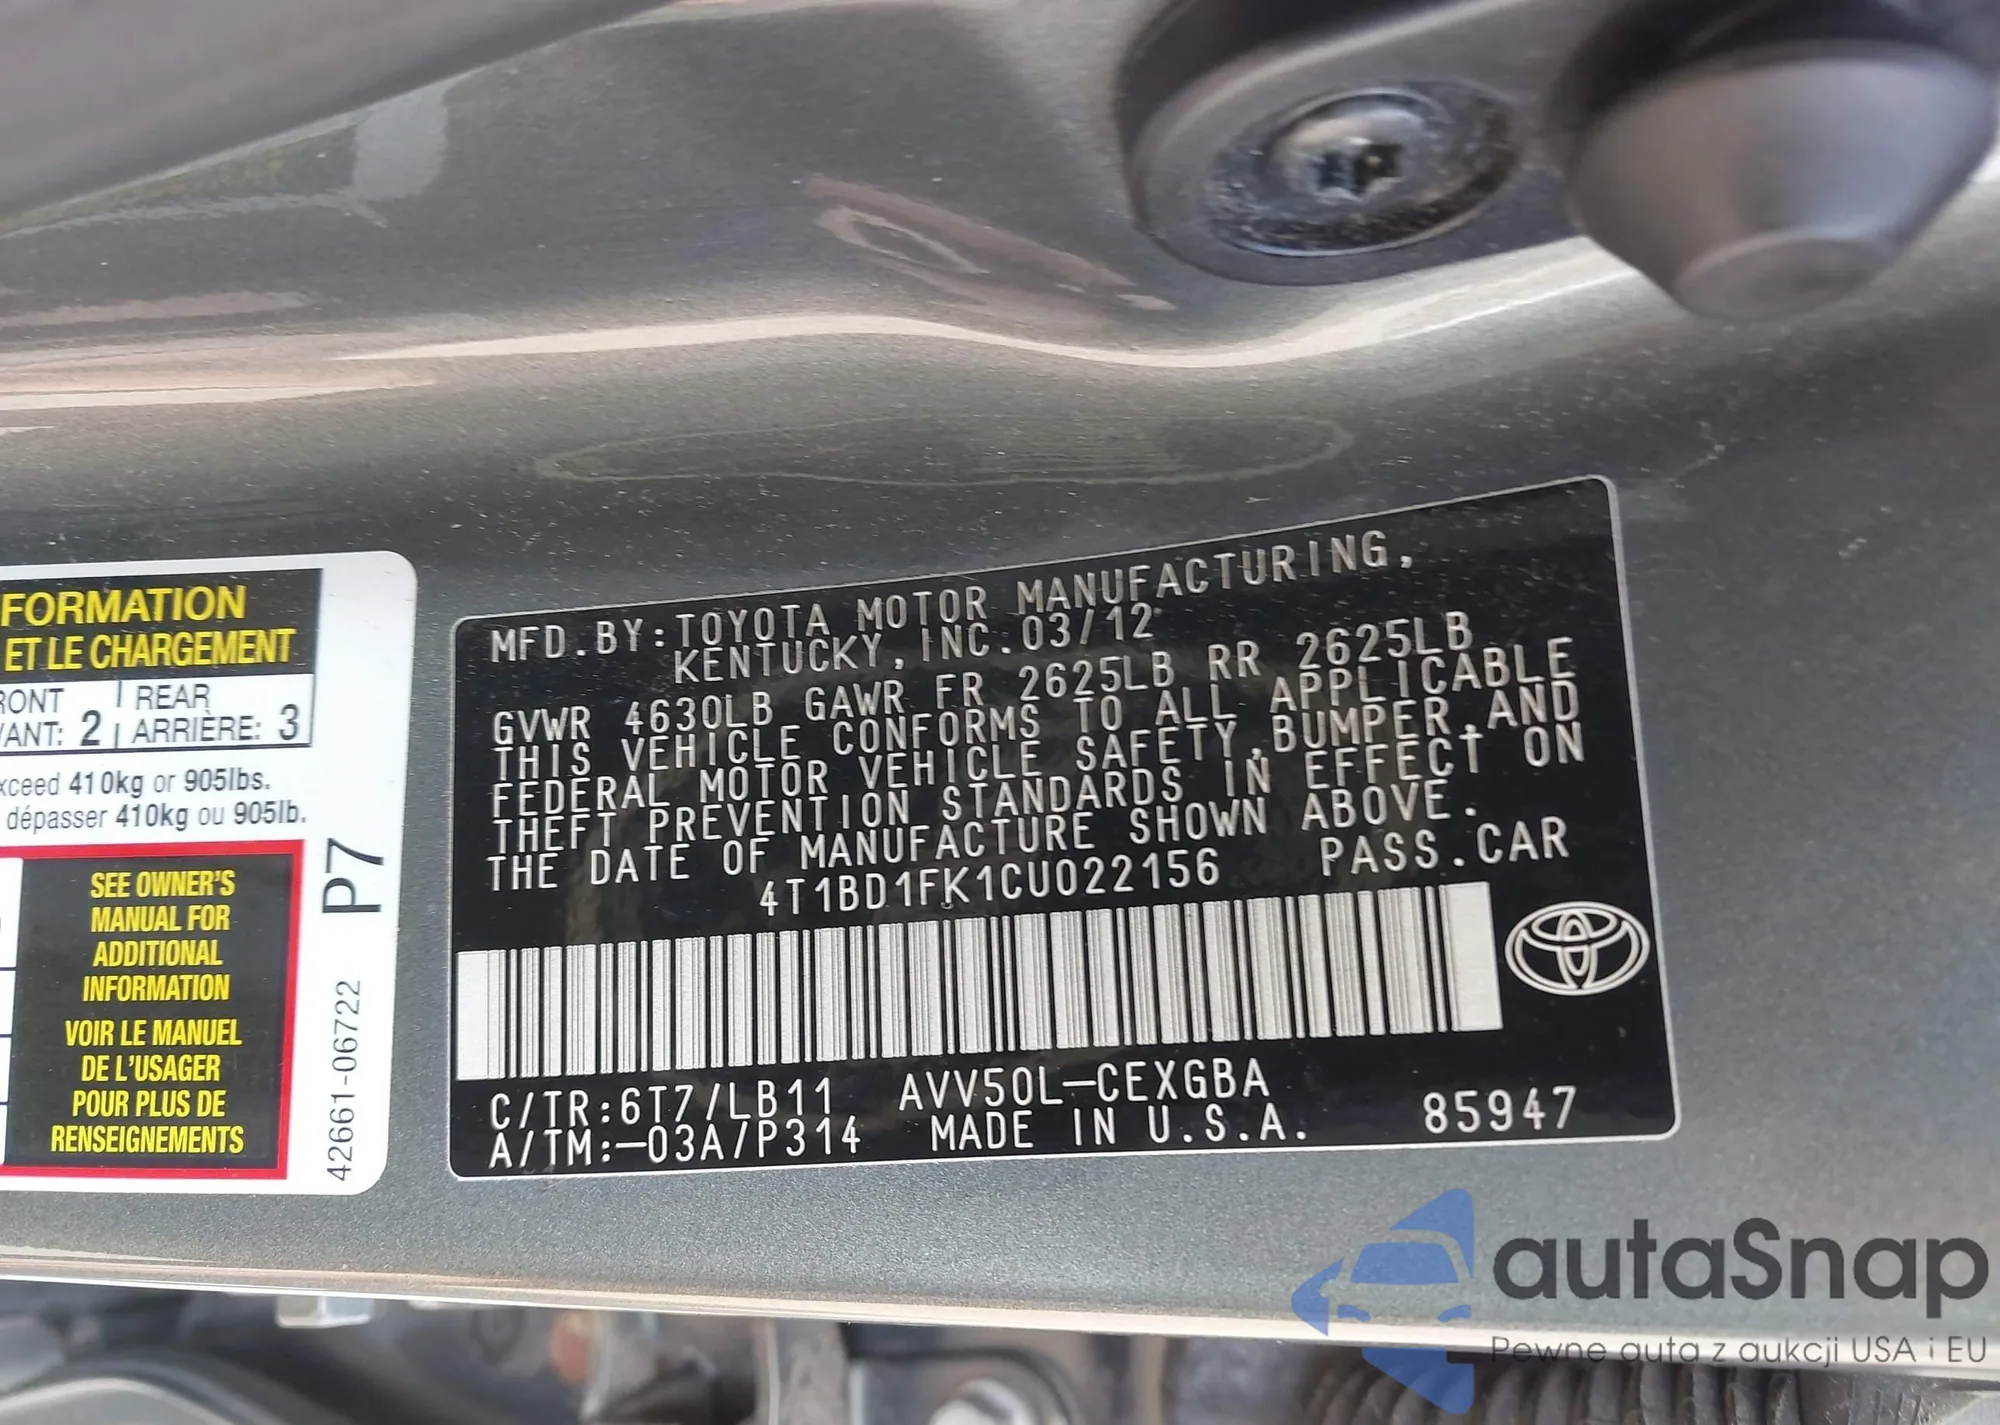 FORMATION
ET LE CHARGEMENT
RONT | REAR
VANT: 2 | ARRIÈRE: 3
xceed 410kg or 905lbs.
dépasser 410kg ou 905lb.
SEE OWNER'S
MANUAL FOR
ADDITIONAL
INFORMATION
VOIR LE MANUEL
DE L'USAGER
POUR PLUS DE
RENSEIGNEMENTS
P7
42661-06722
MFD.BY:TOYOTA MOTOR MANUFACTURING,
KENTUCKY, INC. 03/12
GVWR 4630LB GAWR FR 2625LB RR 2625LB
THIS VEHICLE CONFORMS TO ALL APPLICABLE
FEDERAL MOTOR VEHICLE SAFETY,BUMPER,AND
THEFT PREVENTION STANDARDS IN EFFECT ON
THE DATE OF MANUFACTURE SHOWN ABOVE.
4T1BD1FK1CU022156 PASS.CAR
C/TR:6T7/LB11 AVV50L-CEXGBA
A/TM:-03A/P314 MADE IN U.S.A. 85947
autaSnap
Pewne auta z aukcji USA i EU